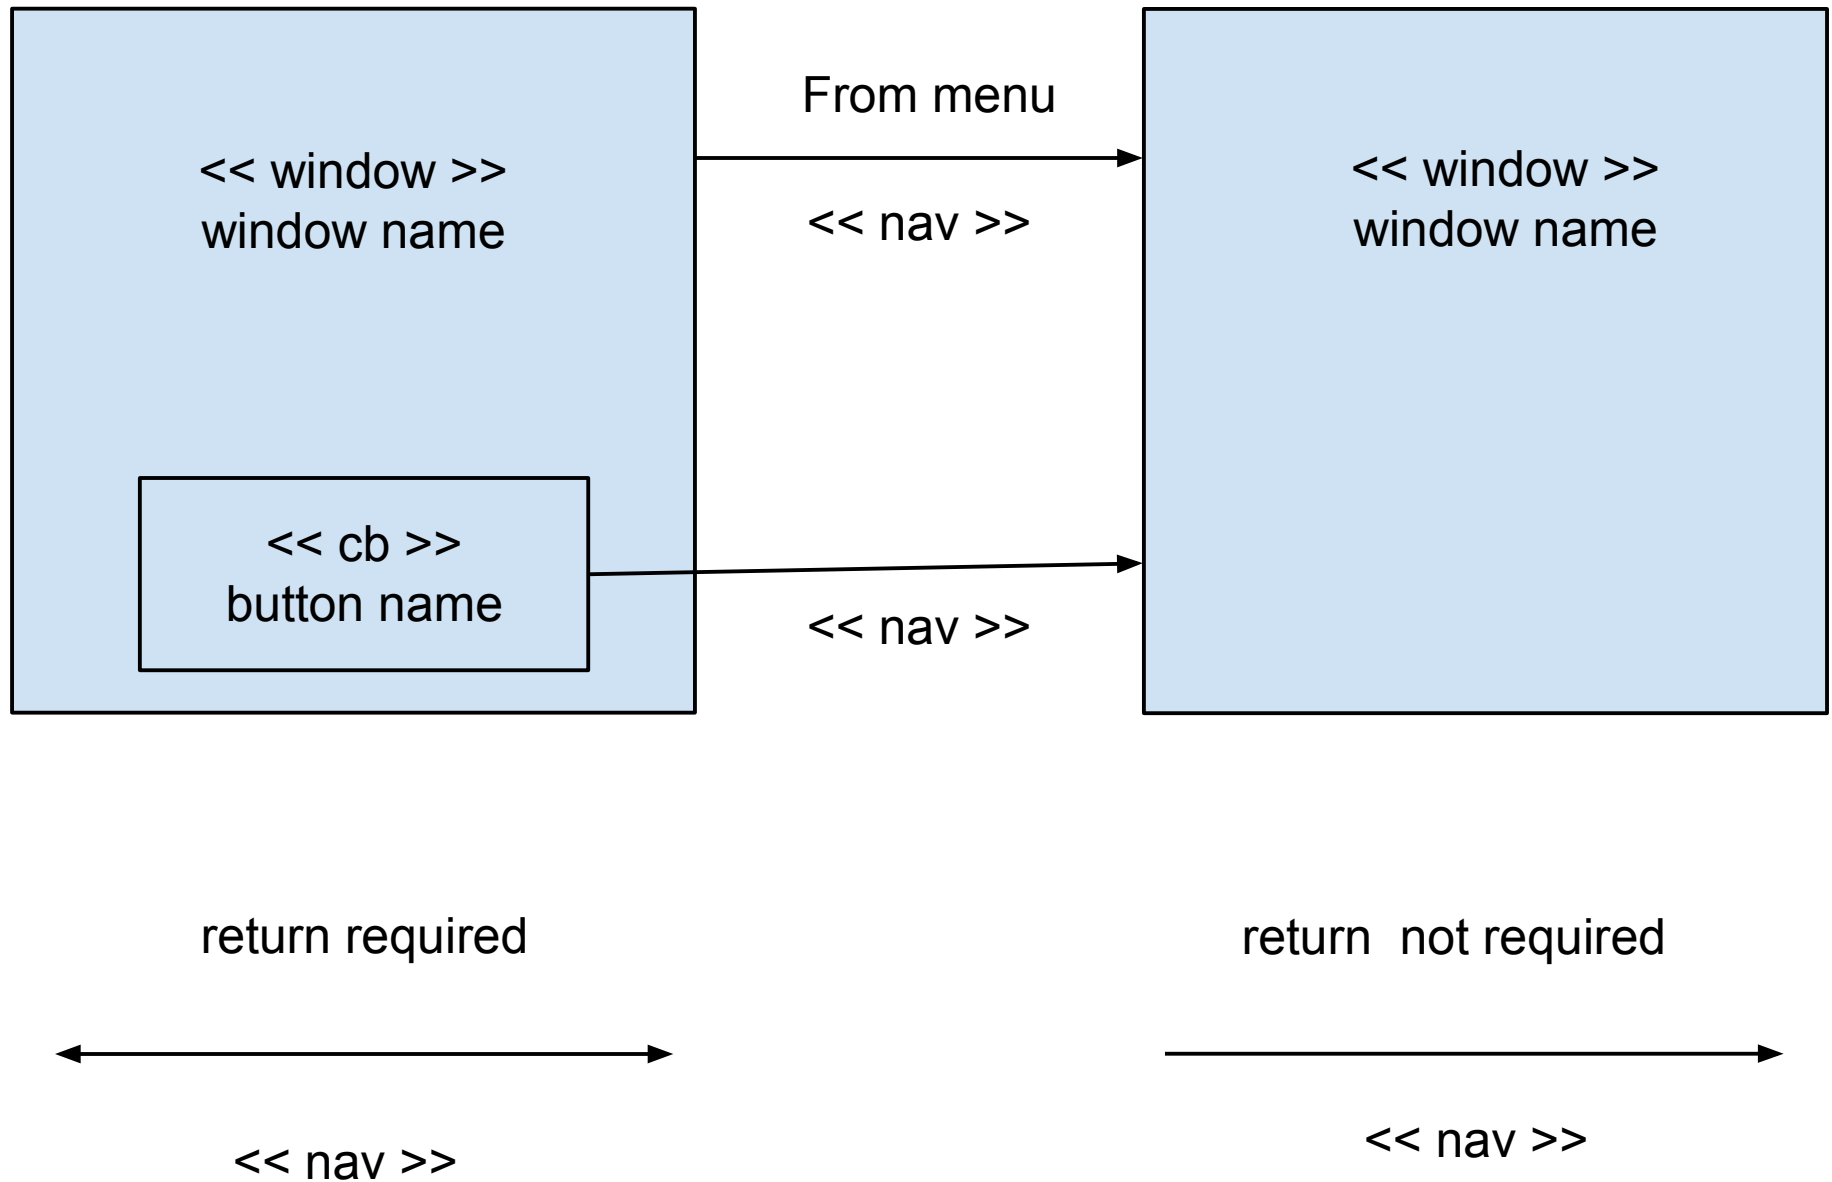 From menu
<< window >>
window name
<< nav >>
<< window >>
window name
<< cb >>
button name
<< nav >>
return required
return  not required
<< nav >>
<< nav >>